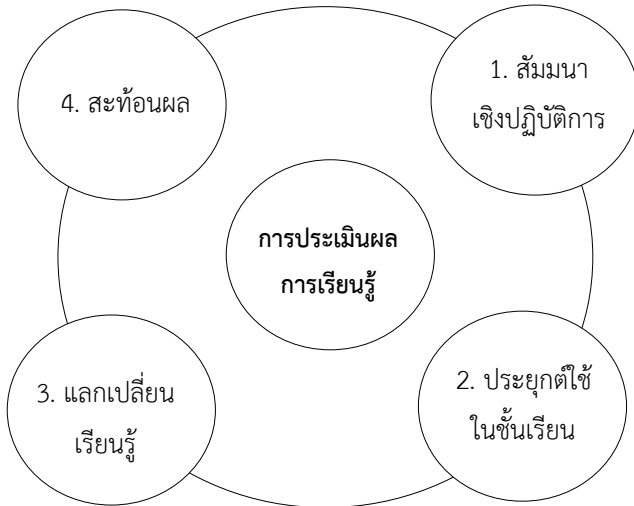 1. สัมมนา
เชิงปฏิบัติการ
2. ประยุกต์ใช้
ในชั้นเรียน
3. แลกเปลี่ยน
เรียนรู้
4. สะท้อนผล
การประเมินผล
การเรียนรู้